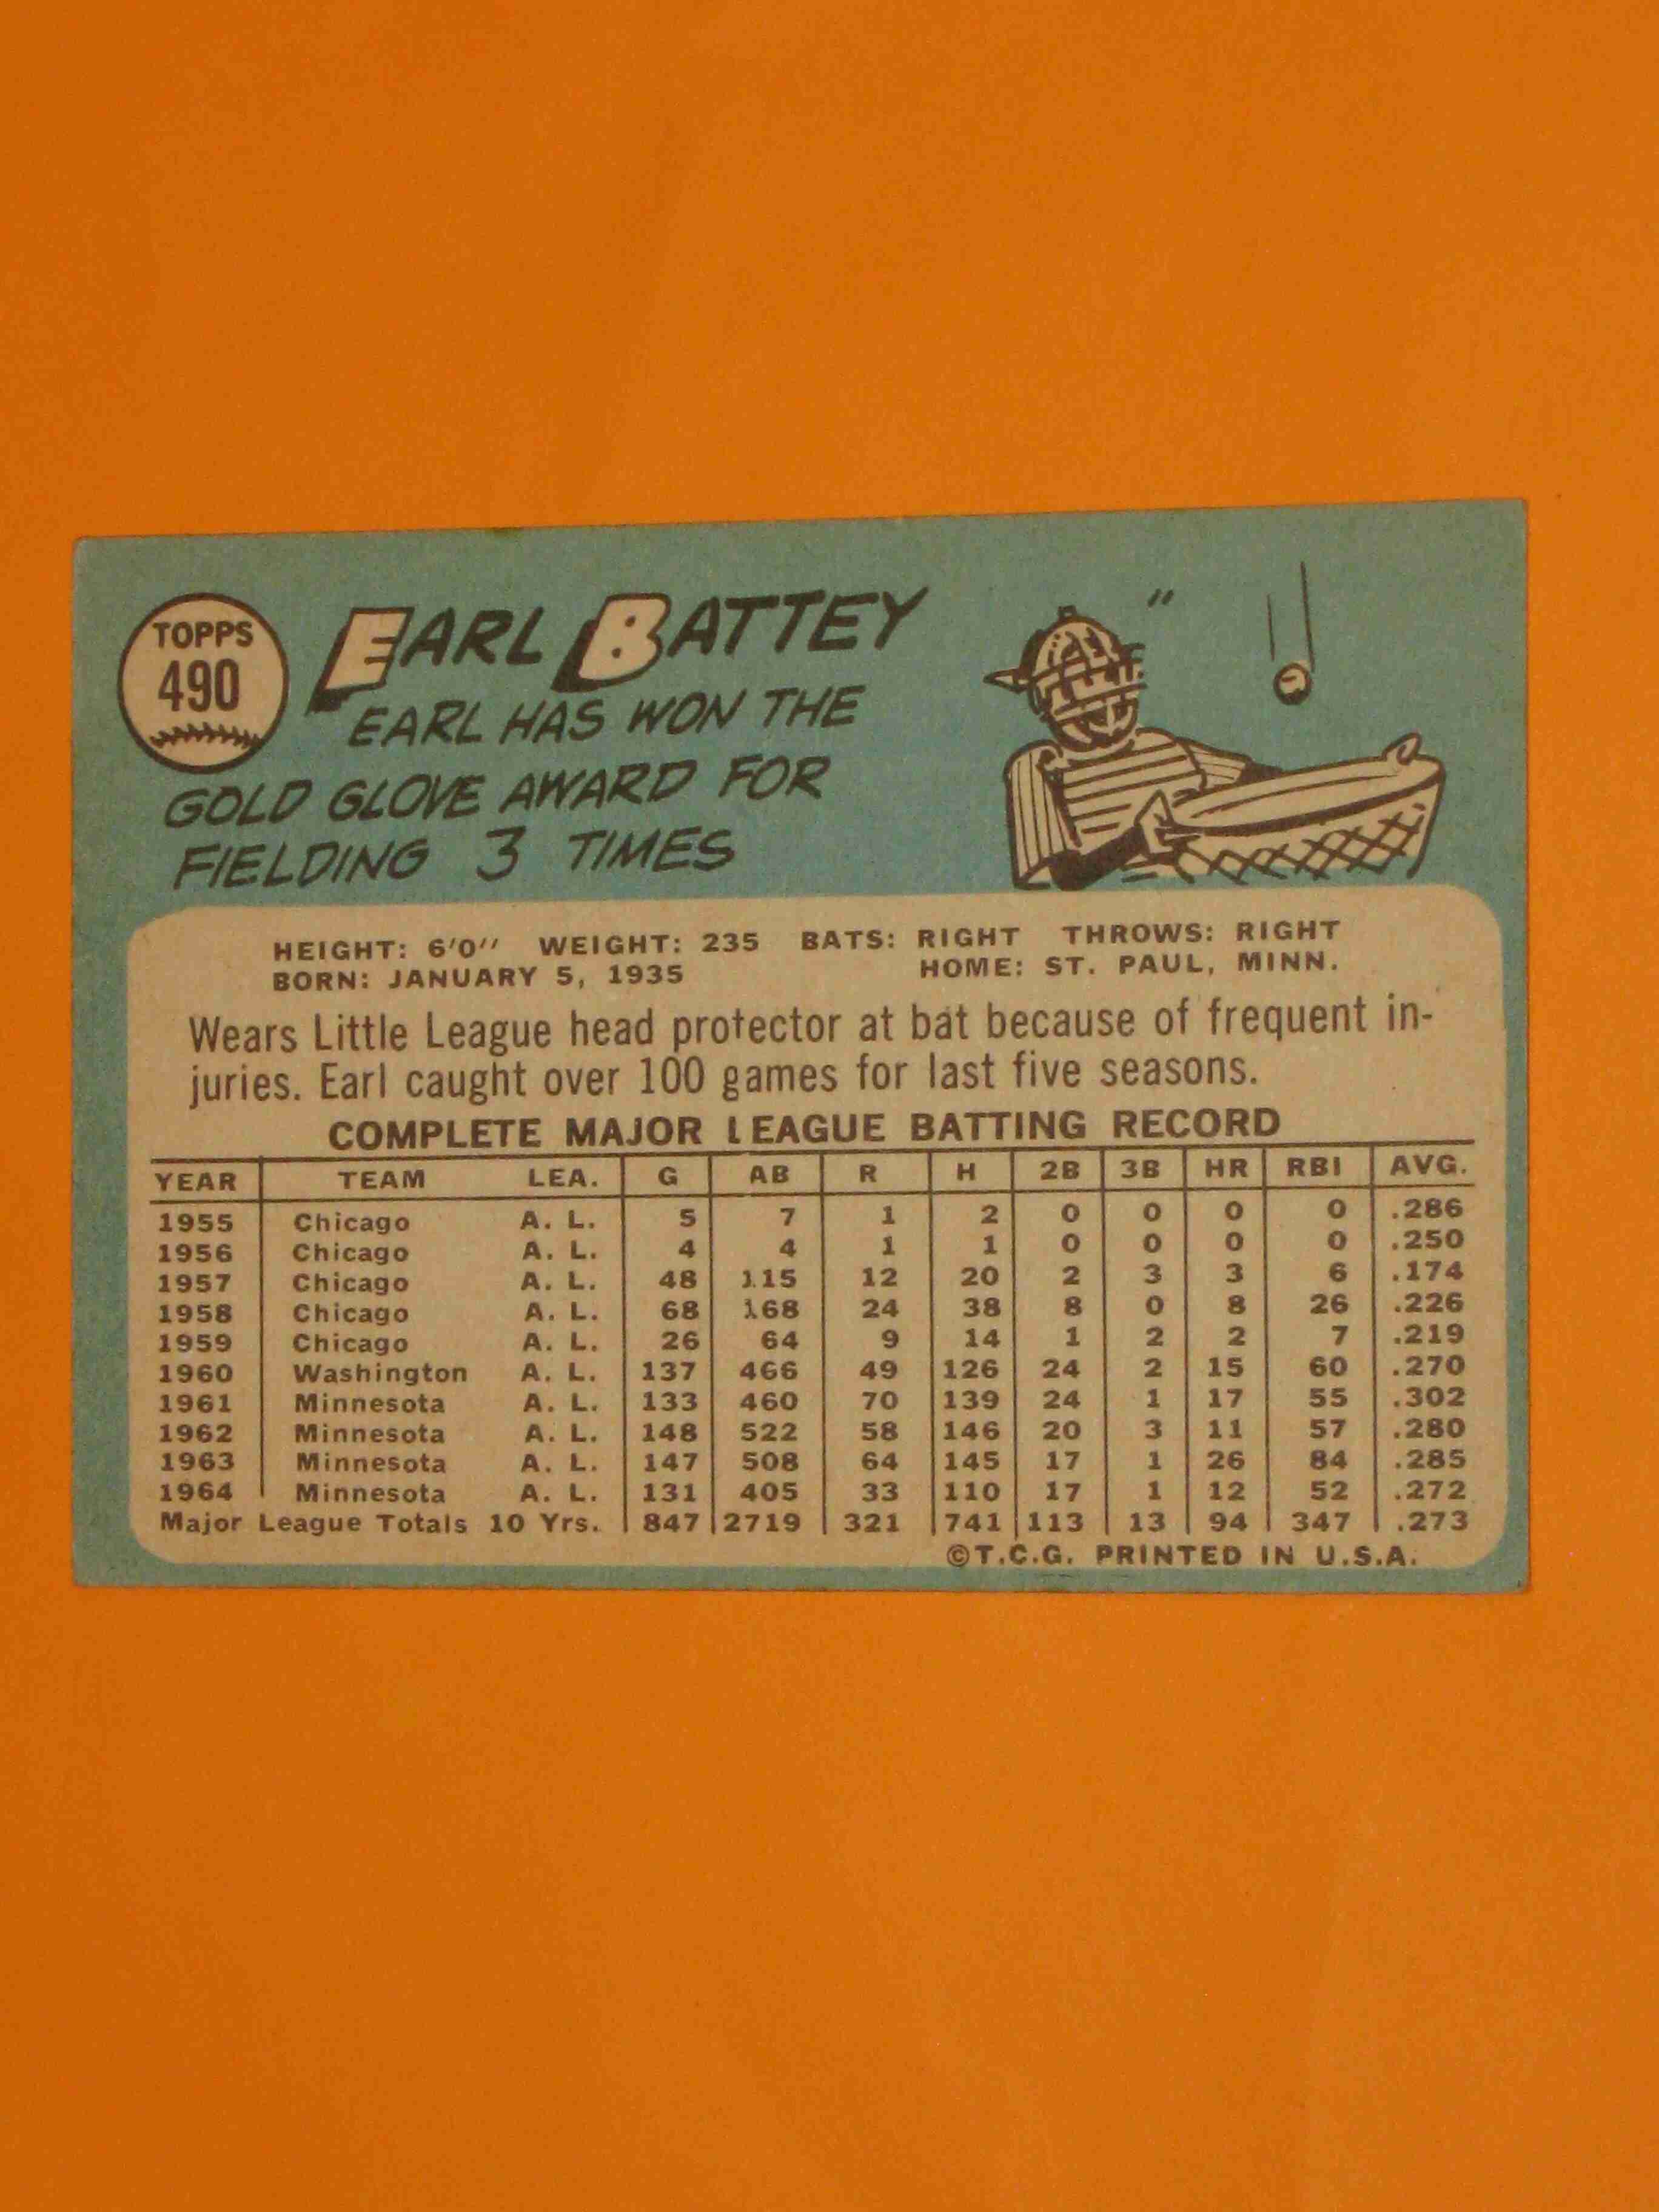 TOPPS
490
EARL BATTEY
EARL HAS WON THE
GOLD GLOVE AWARD FOR
FIELDING 3 TIMES
HEIGHT: 6'0" WEIGHT: 235 BATS: RIGHT THROWS: RIGHT
BORN: JANUARY 5, 1935 HOME: ST. PAUL, MINN.
Wears Little League head protector at bat because of frequent in-
juries. Earl caught over 100 games for last five seasons.
COMPLETE MAJOR LEAGUE BATTING RECORD
YEAR TEAM LEA. G AB R H 2B 3B HR RBI AVG.
1955 Chicago A. L. 5 7 1 2 0 0 0 0 .286
1956 Chicago A. L. 4 4 1 1 0 0 0 0 .250
1957 Chicago A. L. 48 115 12 20 2 3 3 6 .174
1958 Chicago A. L. 68 168 24 38 8 0 8 26 .226
1959 Chicago A. L. 26 64 9 14 1 2 2 7 .219
1960 Washington A. L. 137 466 49 126 24 2 15 60 .270
1961 Minnesota A. L. 133 460 70 139 24 1 17 55 .302
1962 Minnesota A. L. 148 522 58 146 20 3 11 57 .280
1963 Minnesota A. L. 147 508 64 145 17 1 26 84 .285
1964 Minnesota A. L. 131 405 33 110 17 1 12 52 .272
Major League Totals 10 Yrs. 847 2719 321 741 113 13 94 347 .273
©T.C.G. PRINTED IN U.S.A.